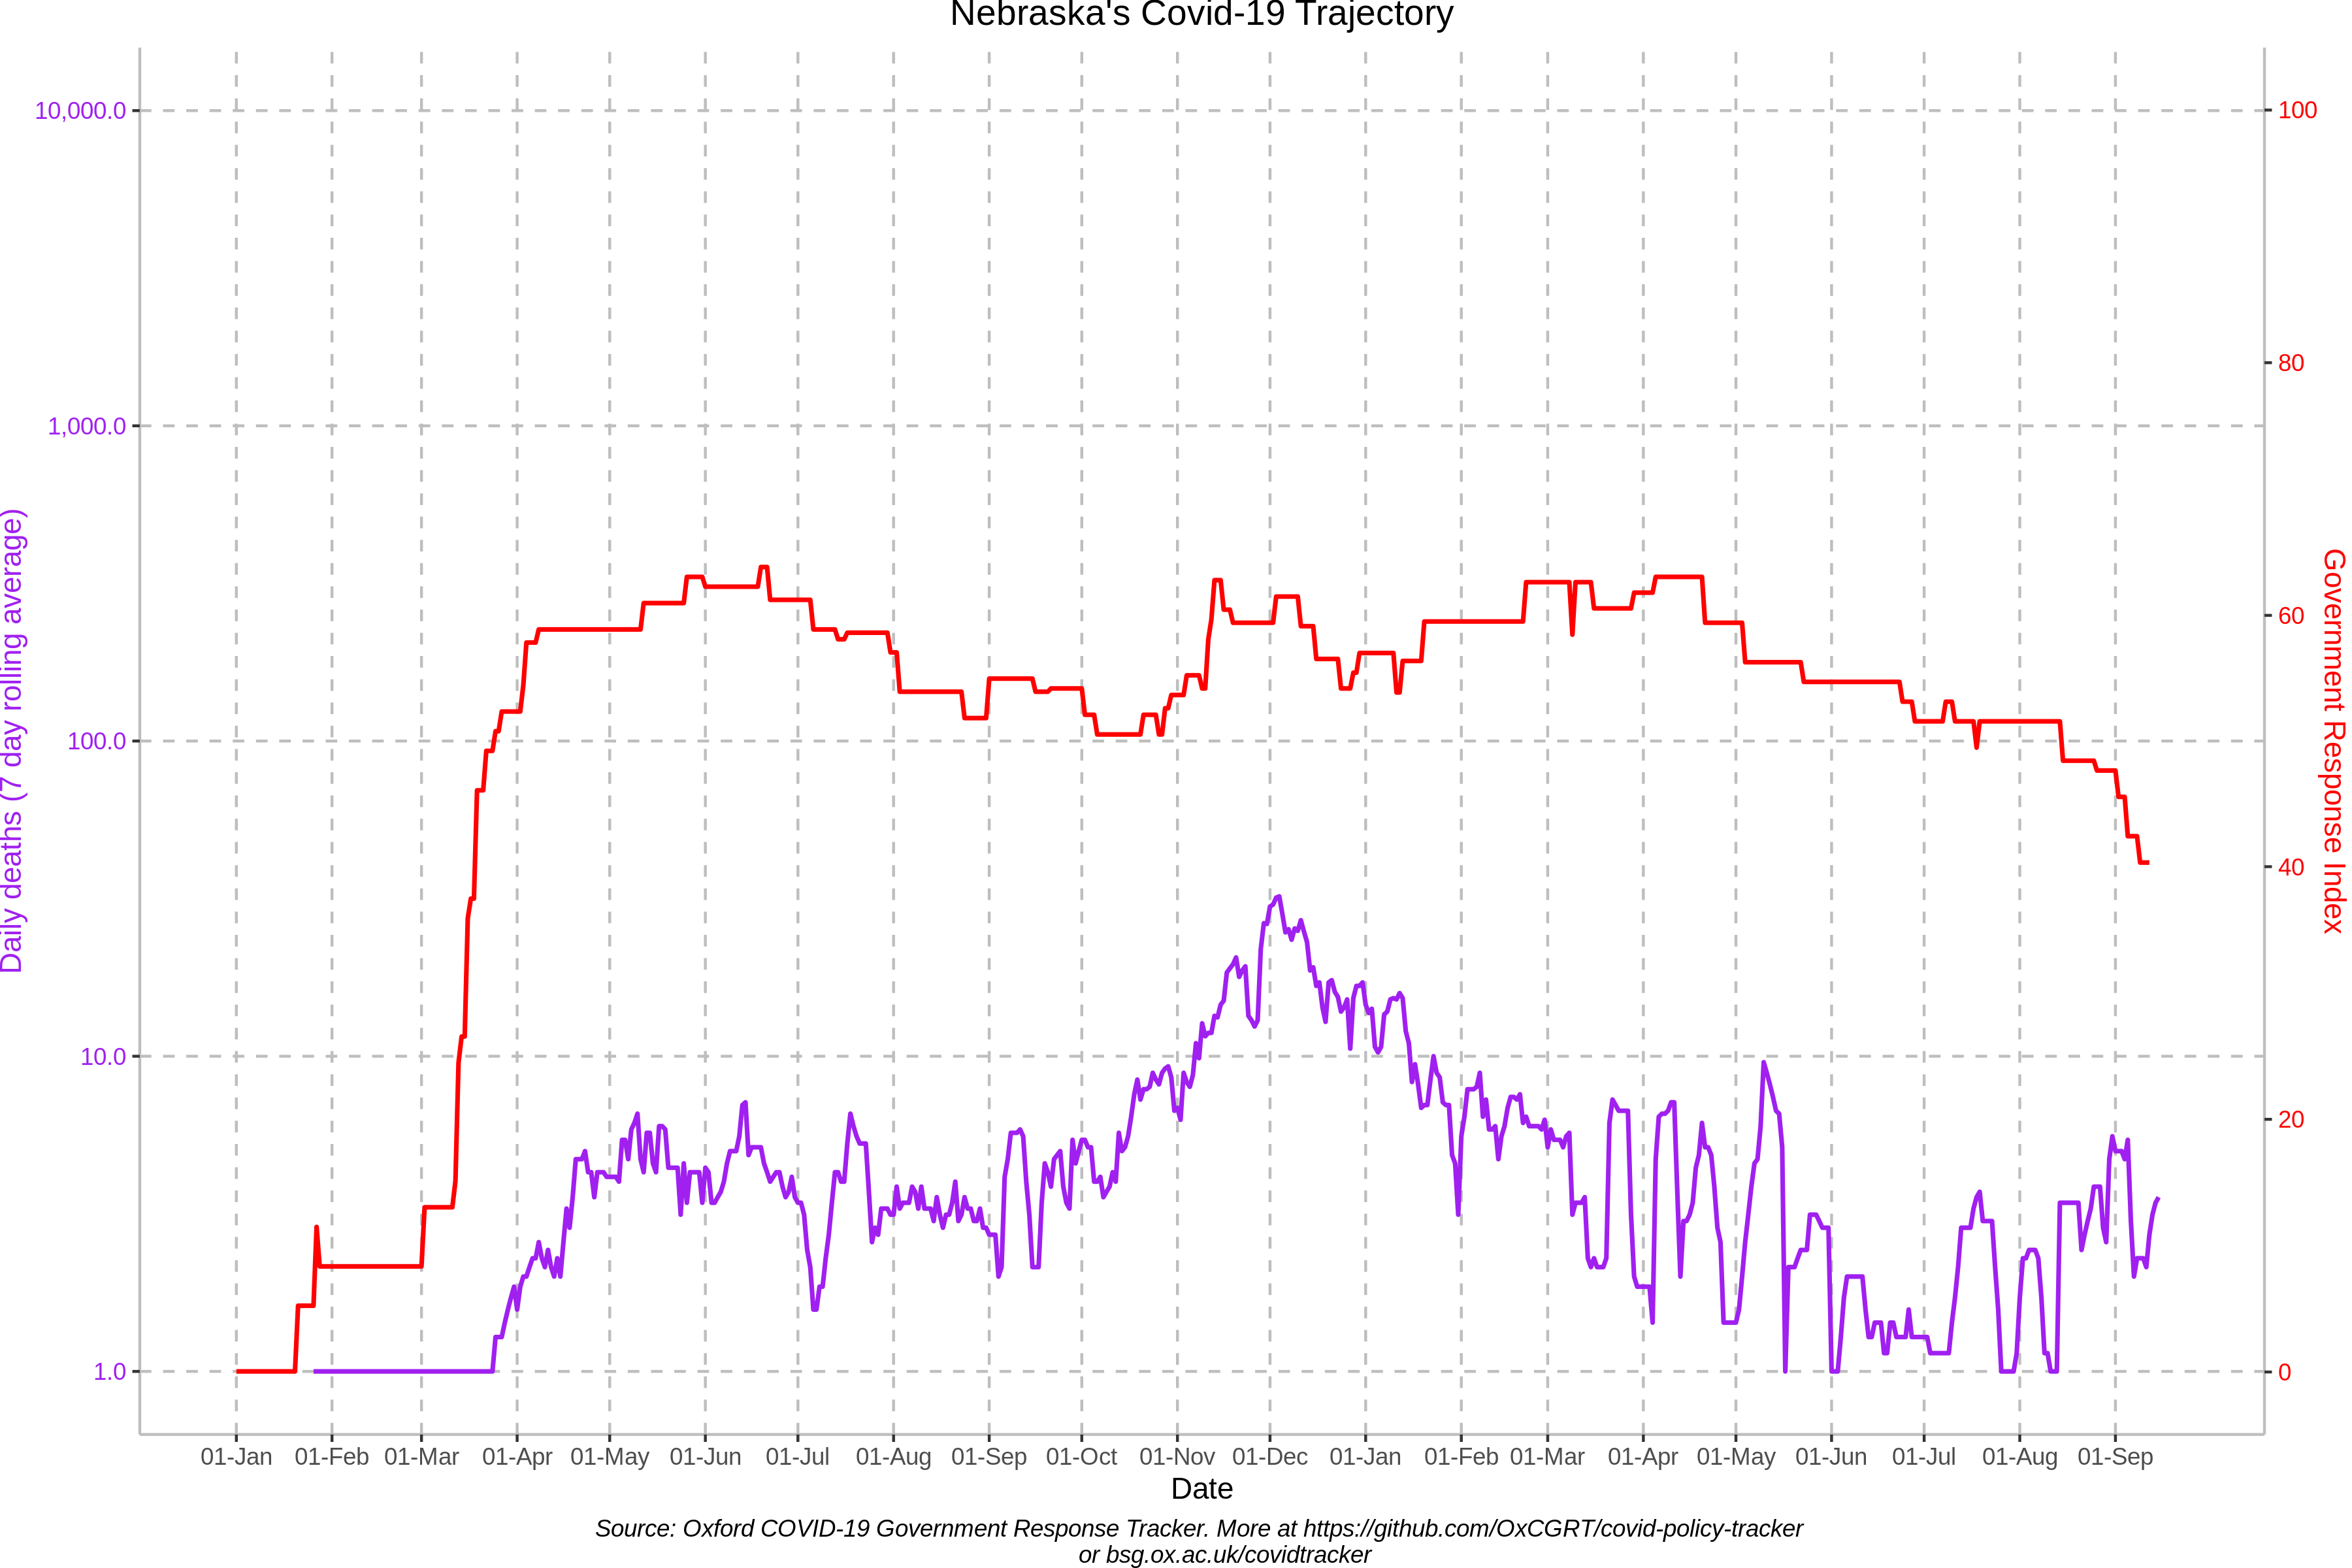 Nebraska's Covid-19 Trajectory
10,000.0
1,000.0
100.0
10.0
1.0
Daily deaths (7 day rolling average)
100
80
60
40
20
0
Government Response Index
01-Jan 01-Feb 01-Mar 01-Apr 01-May 01-Jun 01-Jul 01-Aug 01-Sep 01-Oct 01-Nov 01-Dec 01-Jan 01-Feb 01-Mar 01-Apr 01-May 01-Jun 01-Jul 01-Aug 01-Sep
Date
Source: Oxford COVID-19 Government Response Tracker. More at https://github.com/OxCGRT/covid-policy-tracker
or bsg.ox.ac.uk/covidtracker